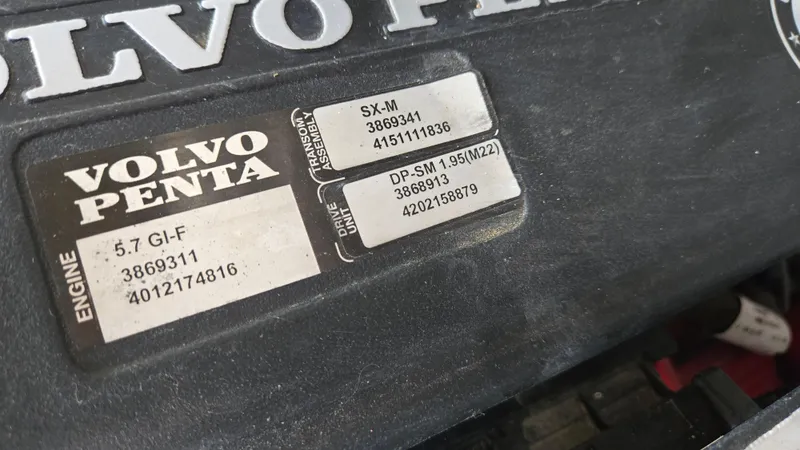 VOLVO PENTA
VOLVO
PENTA
ENGINE
5.7 GI-F
3869311
4012174816
TRANSOM
ASSEMBLY
SX-M
3869341
4151111836
DRIVE
UNIT
DP-SM 1.95(M22)
3868913
4202158879